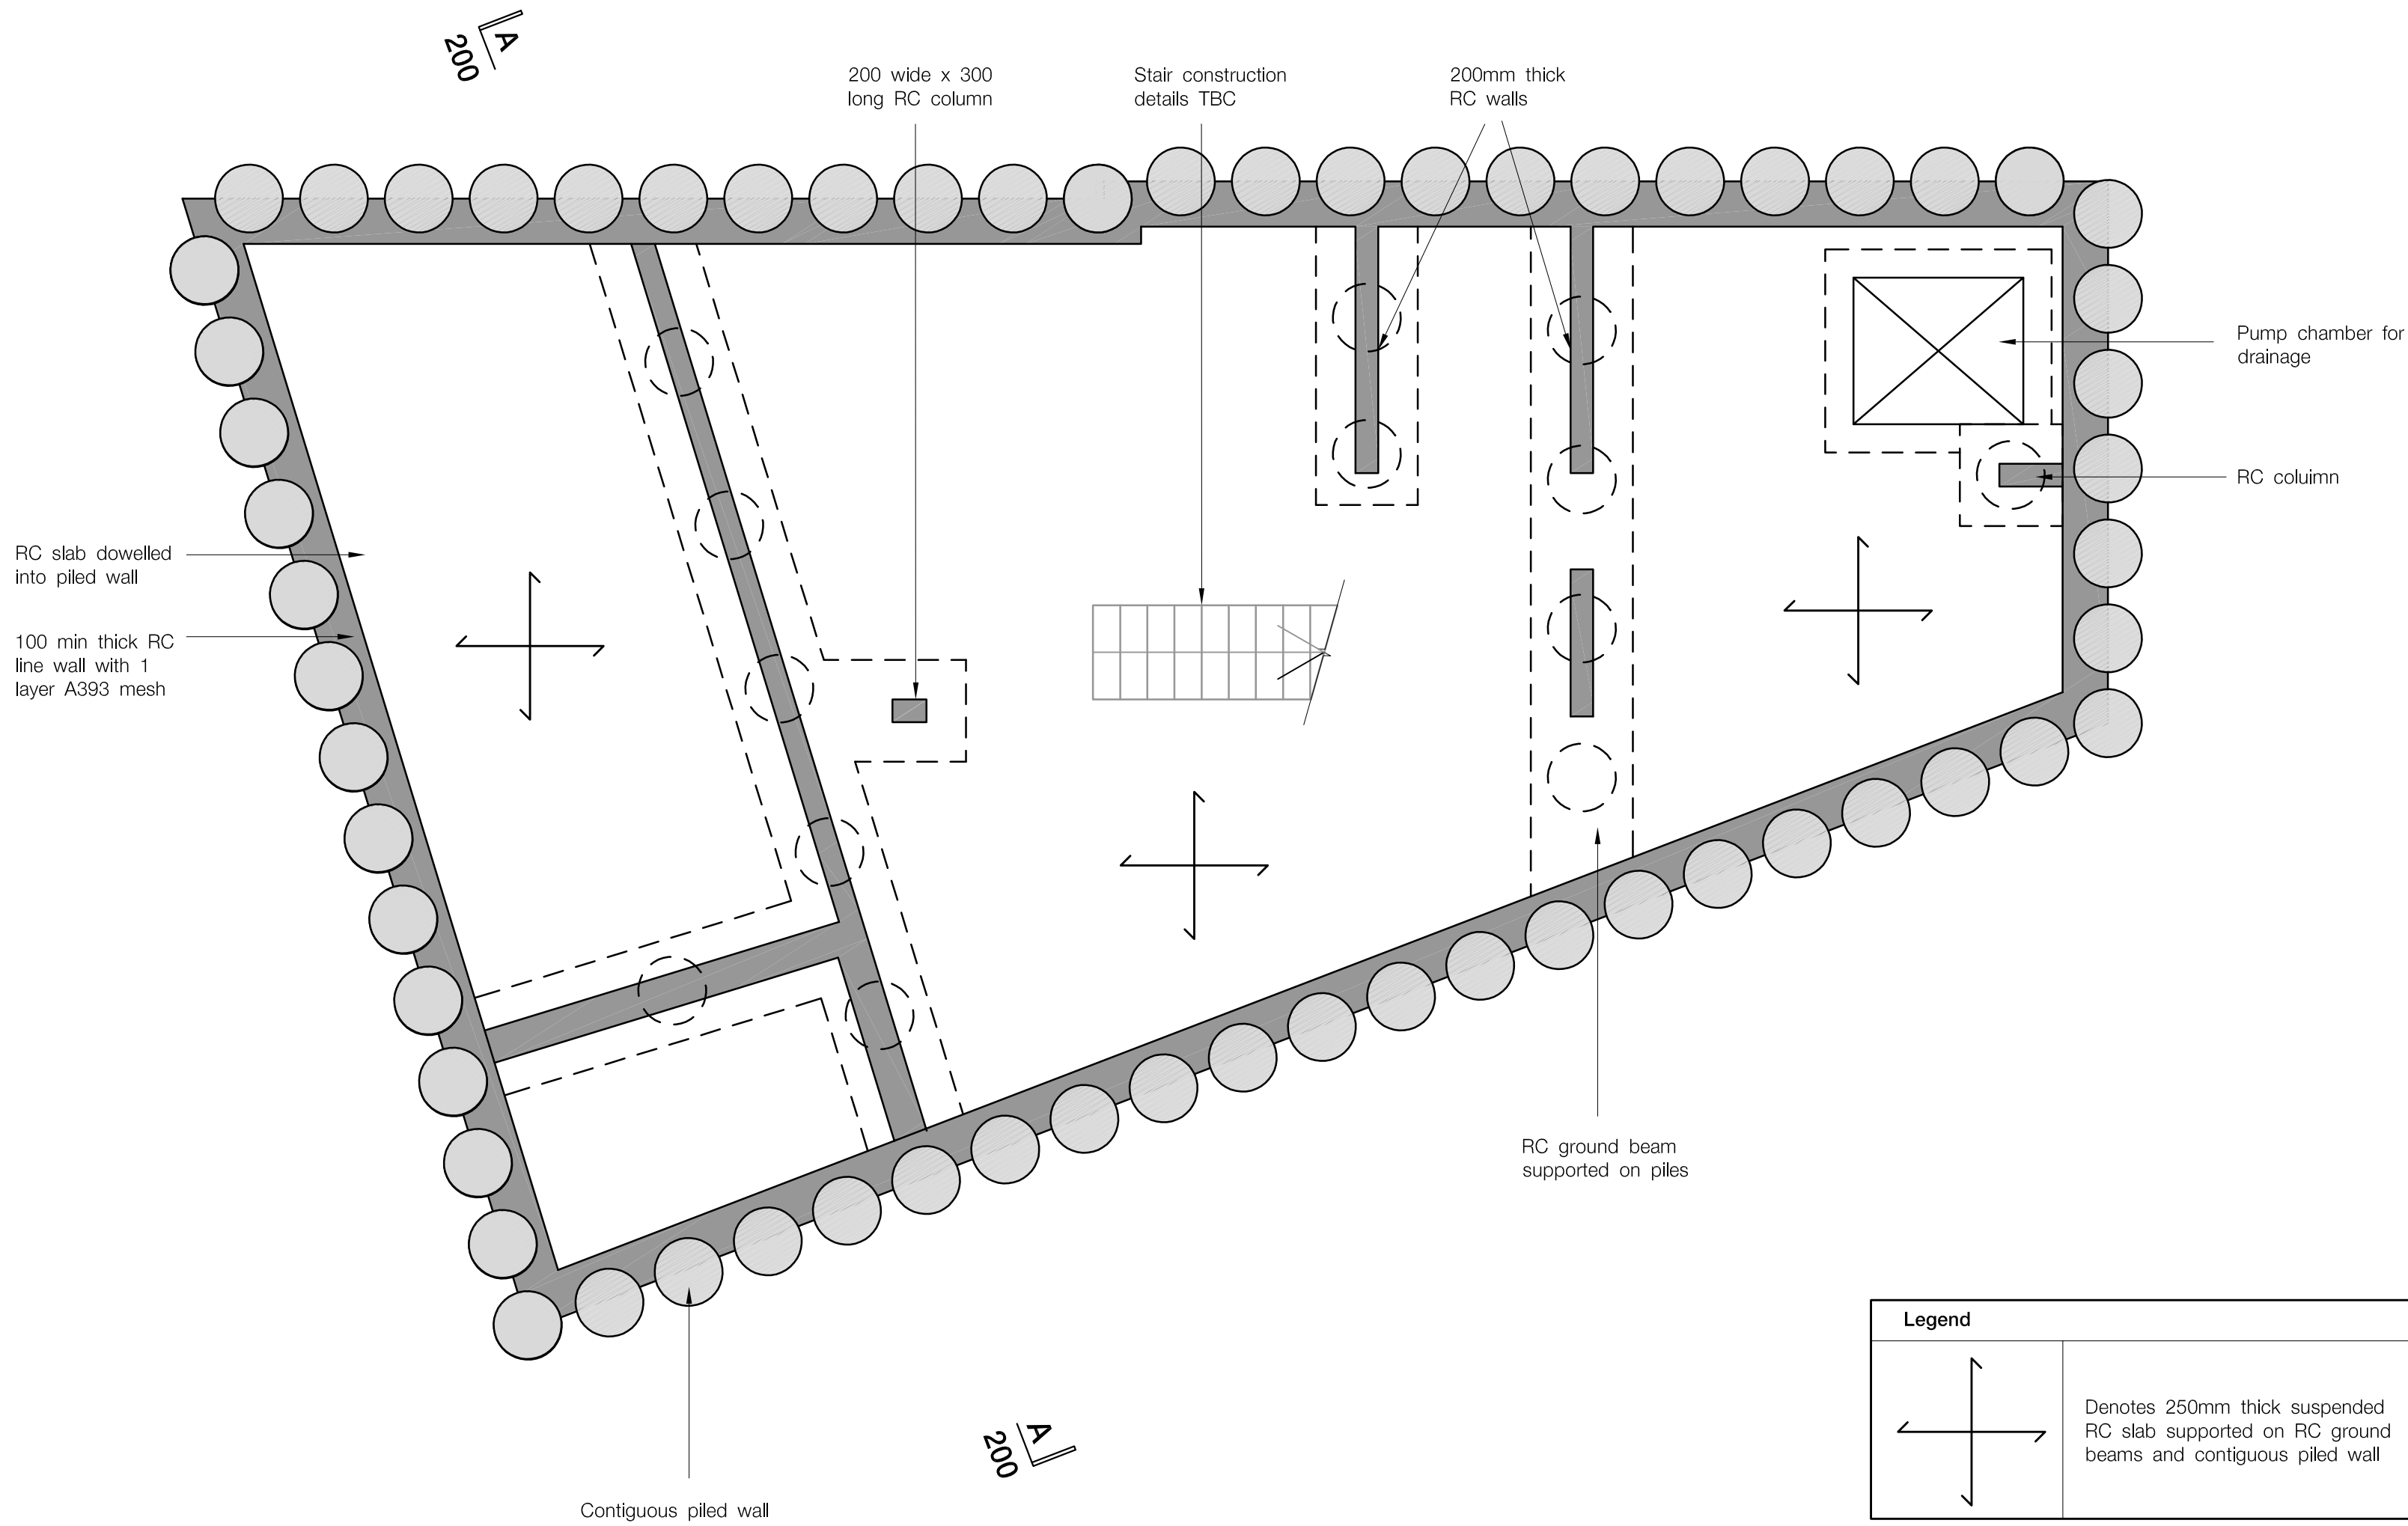 A
200
200 wide x 300
long RC column
Stair construction
details TBC
200mm thick
RC walls
Pump chamber for
drainage
RC coluimn
RC slab dowelled
into piled wall
100 min thick RC
line wall with 1
layer A393 mesh
RC ground beam
supported on piles
A
200
Contiguous piled wall
Legend
Denotes 250mm thick suspended
RC slab supported on RC ground
beams and contiguous piled wall